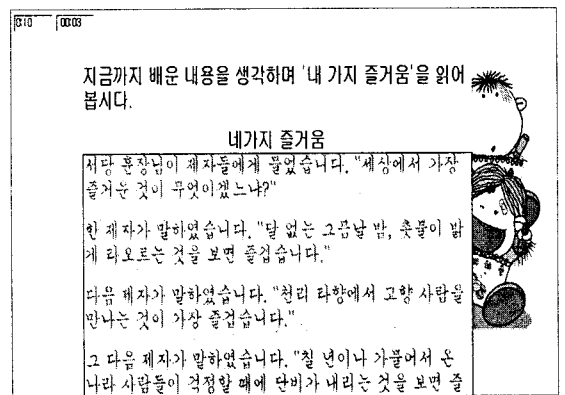 0:10 00:03
지금까지 배운 내용을 생각하며 '내 가지 즐거움'을 읽어
봅시다.
네가지 즐거움
서당 훈장님이 제자들에게 물었습니다. "세상에서 가장
즐거운 것이 무엇이겠느냐?"
한 제자가 말하였습니다. "달 없는 그믐날 밤, 촛불이 밝
게 타오르는 것을 보면 즐겁습니다."
다음 제자가 말하였습니다. "천리 타향에서 고향 사람을
만나는 것이 가장 즐겁습니다."
그 다음 제자가 말하였습니다. "칠 년이나 가물어서 온
나라 사람들이 걱정할 때에 단비가 내리는 것을 보면 즐